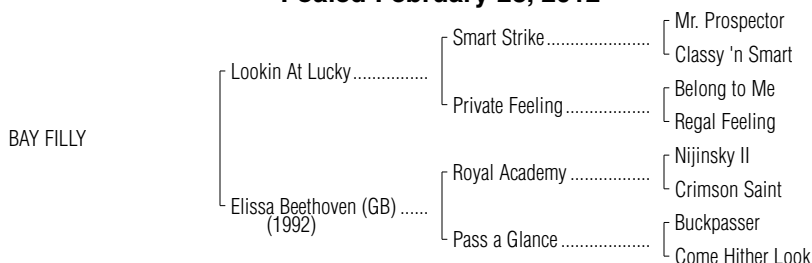 Mr. Prospector
Smart Strike....................
Classy 'n Smart
Lookin At Lucky...............
Belong to Me
Private Feeling.................
Regal Feeling
BAY FILLY
Nijinsky II
Royal Academy................
Crimson Saint
Elissa Beethoven (GB)......
(1992)
Buckpasser
Pass a Glance..................
Come Hither Look